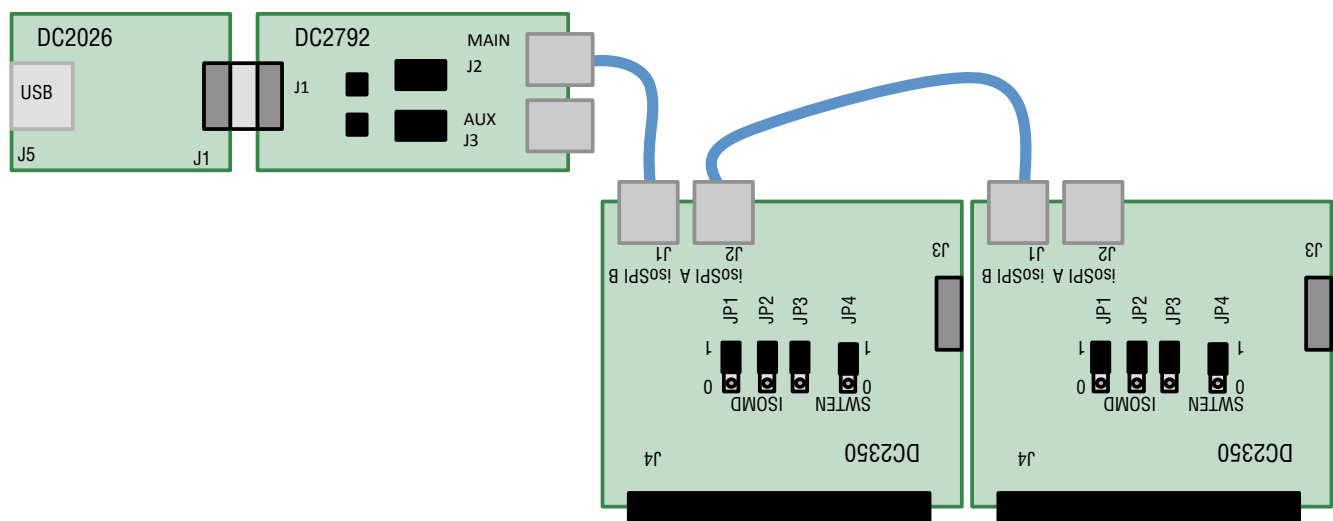 DC2026
USB
J5
J1
DC2792
J1
MAIN
J2
AUX
J3
J1
isoSPI B
J2
isoSPI A
J3
JP1
JP2
JP3
JP4
1
0
ISOMD
1
0
SWTEN
J4
DC2350
J1
isoSPI B
J2
isoSPI A
J3
JP1
JP2
JP3
JP4
1
0
ISOMD
1
0
SWTEN
J4
DC2350